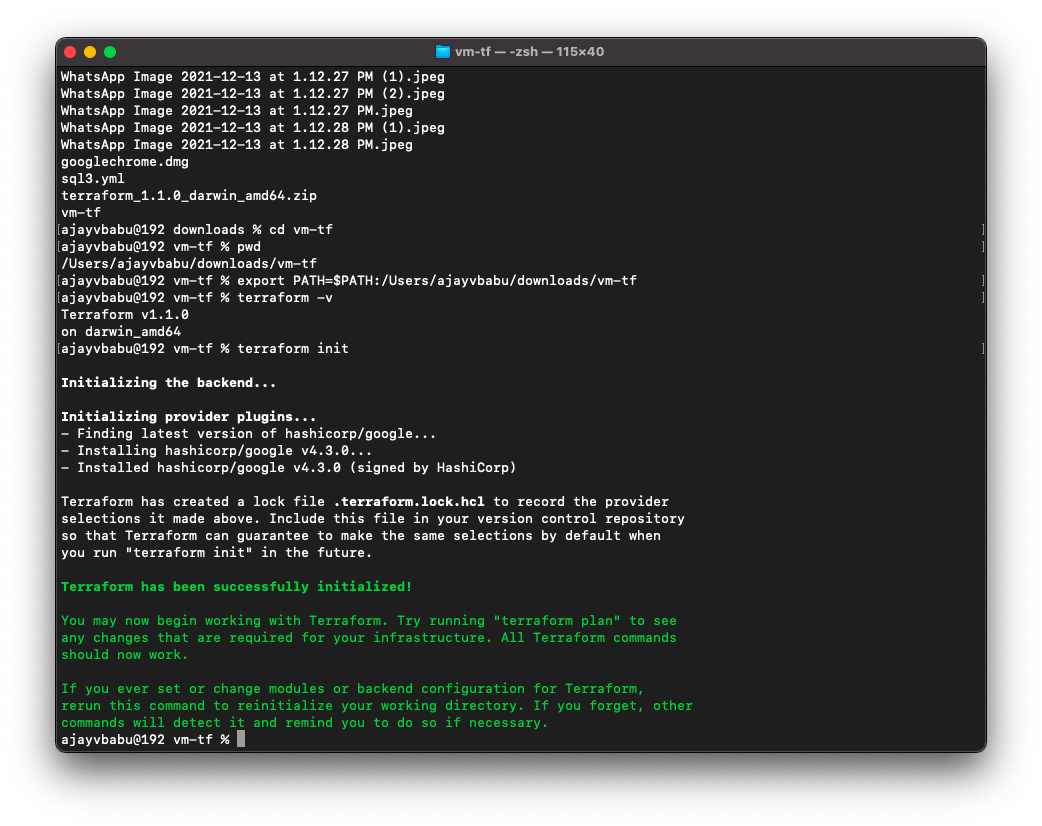 vm-tf — -zsh — 115×40
WhatsApp Image 2021-12-13 at 1.12.27 PM (1).jpeg
WhatsApp Image 2021-12-13 at 1.12.27 PM (2).jpeg
WhatsApp Image 2021-12-13 at 1.12.27 PM.jpeg
WhatsApp Image 2021-12-13 at 1.12.28 PM (1).jpeg
WhatsApp Image 2021-12-13 at 1.12.28 PM.jpeg
googlechrome.dmg
sql3.yml
terraform_1.1.0_darwin_amd64.zip
vm-tf
[ajayvbabu@192 downloads % cd vm-tf ]
[ajayvbabu@192 vm-tf % pwd ]
/Users/ajayvbabu/downloads/vm-tf
[ajayvbabu@192 vm-tf % export PATH=$PATH:/Users/ajayvbabu/downloads/vm-tf ]
[ajayvbabu@192 vm-tf % terraform -v ]
Terraform v1.1.0
on darwin_amd64
[ajayvbabu@192 vm-tf % terraform init ]
Initializing the backend...
Initializing provider plugins...
- Finding latest version of hashicorp/google...
- Installing hashicorp/google v4.3.0...
- Installed hashicorp/google v4.3.0 (signed by HashiCorp)
Terraform has created a lock file .terraform.lock.hcl to record the provider
selections it made above. Include this file in your version control repository
so that Terraform can guarantee to make the same selections by default when
you run "terraform init" in the future.
Terraform has been successfully initialized!
You may now begin working with Terraform. Try running "terraform plan" to see
any changes that are required for your infrastructure. All Terraform commands
should now work.
If you ever set or change modules or backend configuration for Terraform,
rerun this command to reinitialize your working directory. If you forget, other
commands will detect it and remind you to do so if necessary.
ajayvbabu@192 vm-tf %